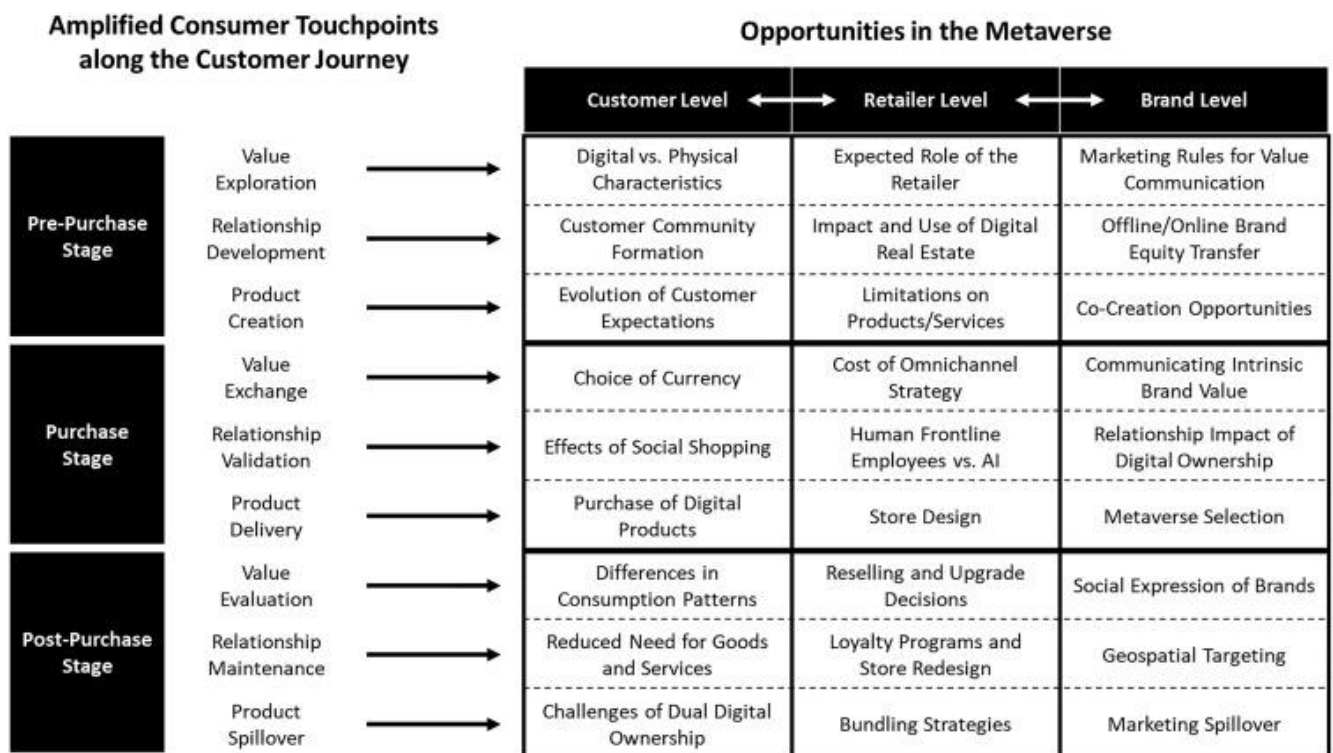 Amplified Consumer Touchpoints
along the Customer Journey
Opportunities in the Metaverse
Customer Level
Retailer Level
Brand Level
Pre-Purchase
Stage
Value
Exploration
Digital vs. Physical
Characteristics
Expected Role of the
Retailer
Marketing Rules for Value
Communication
Relationship
Development
Customer Community
Formation
Impact and Use of Digital
Real Estate
Offline/Online Brand
Equity Transfer
Product
Creation
Evolution of Customer
Expectations
Limitations on
Products/Services
Co-Creation Opportunities
Purchase
Stage
Value
Exchange
Choice of Currency
Cost of Omnichannel
Strategy
Communicating Intrinsic
Brand Value
Relationship
Validation
Effects of Social Shopping
Human Frontline
Employees vs. AI
Relationship Impact of
Digital Ownership
Product
Delivery
Purchase of Digital
Products
Store Design
Metaverse Selection
Post-Purchase
Stage
Value
Evaluation
Differences in
Consumption Patterns
Reselling and Upgrade
Decisions
Social Expression of Brands
Relationship
Maintenance
Reduced Need for Goods
and Services
Loyalty Programs and
Store Redesign
Geospatial Targeting
Product
Spillover
Challenges of Dual Digital
Ownership
Bundling Strategies
Marketing Spillover